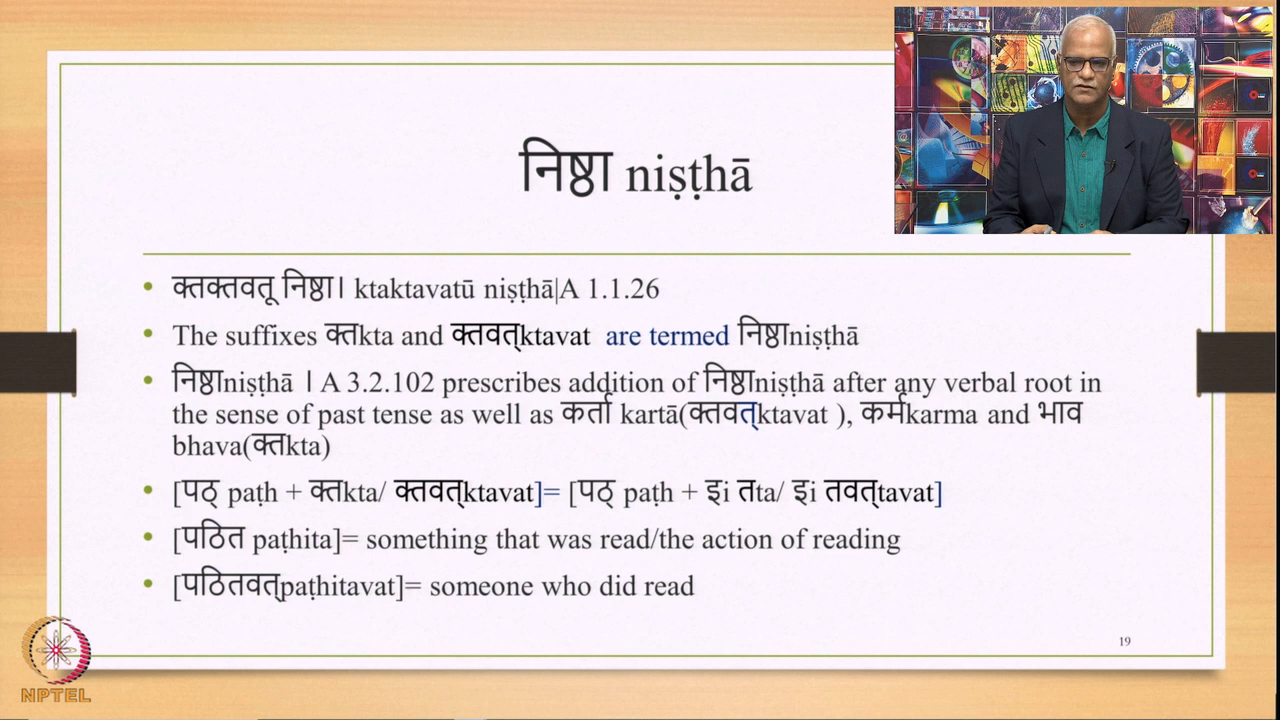 निष्ठा niṣṭhā
• क्तक्तवतू निष्ठा। ktaktavatū niṣṭhā|A 1.1.26
• The suffixes क्तkta and क्तवत्ktavat are termed निष्ठाniṣṭhā
• निष्ठाniṣṭhā । A 3.2.102 prescribes addition of निष्ठाniṣṭhā after any verbal root in
the sense of past tense as well as कर्ता kartā(क्तवत्ktavat ), कर्मkarma and भाव
bhava(क्तkta)
• [पठ् paṭh + क्तkta/ क्तवत्ktavat]= [पठ् paṭh + इi तta/ इi तवत्tavat]
• [पठित paṭhita]= something that was read/the action of reading
• [पठितवत्paṭhitavat]= someone who did read
19
NPTEL